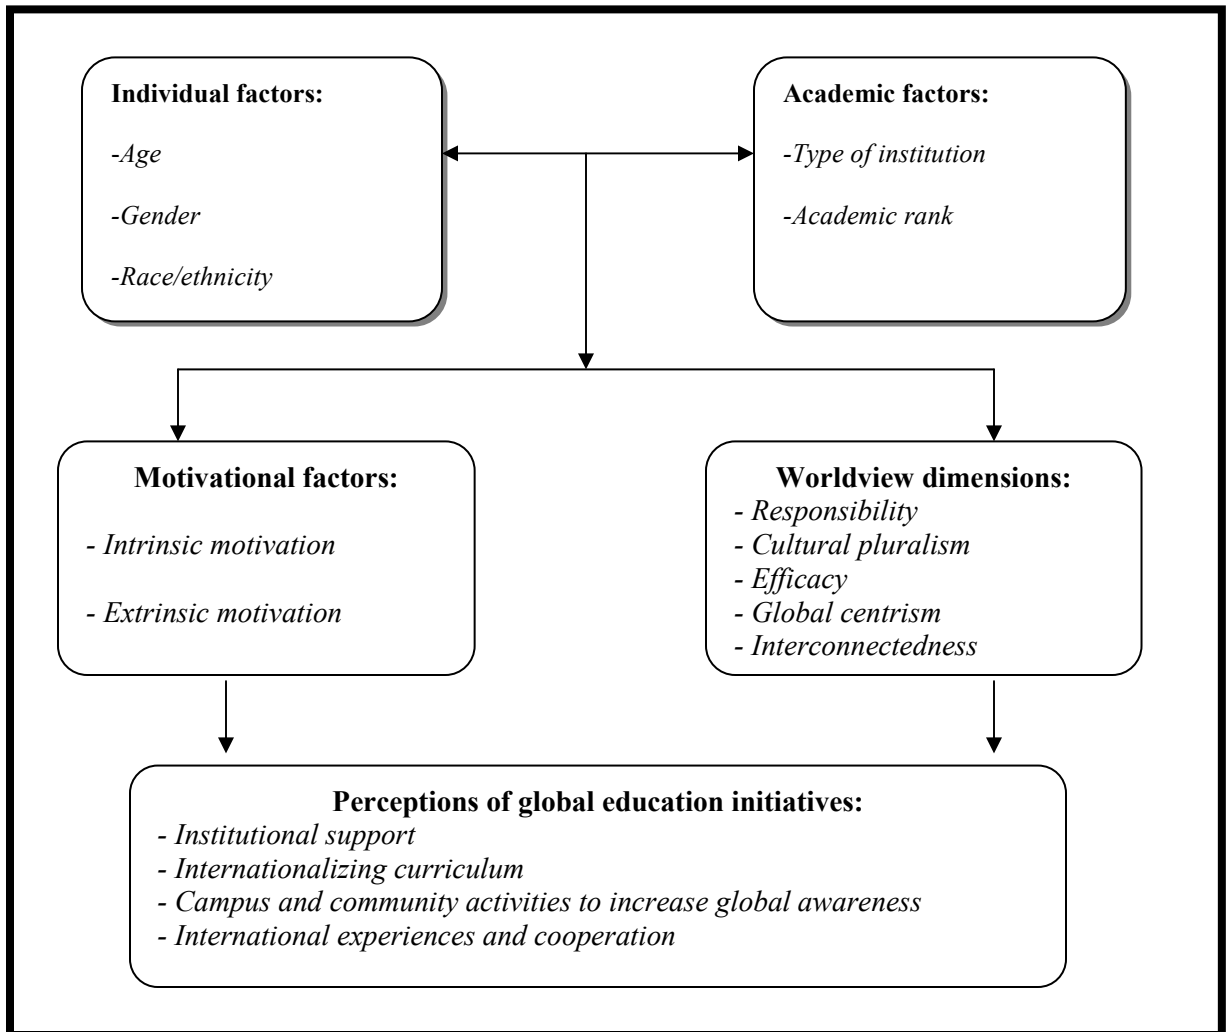 Individual factors:
-Age
-Gender
-Race/ethnicity
Academic factors:
-Type of institution
-Academic rank
Motivational factors:
- Intrinsic motivation
- Extrinsic motivation
Worldview dimensions:
- Responsibility
- Cultural pluralism
- Efficacy
- Global centrism
- Interconnectedness
Perceptions of global education initiatives:
- Institutional support
- Internationalizing curriculum
- Campus and community activities to increase global awareness
- International experiences and cooperation